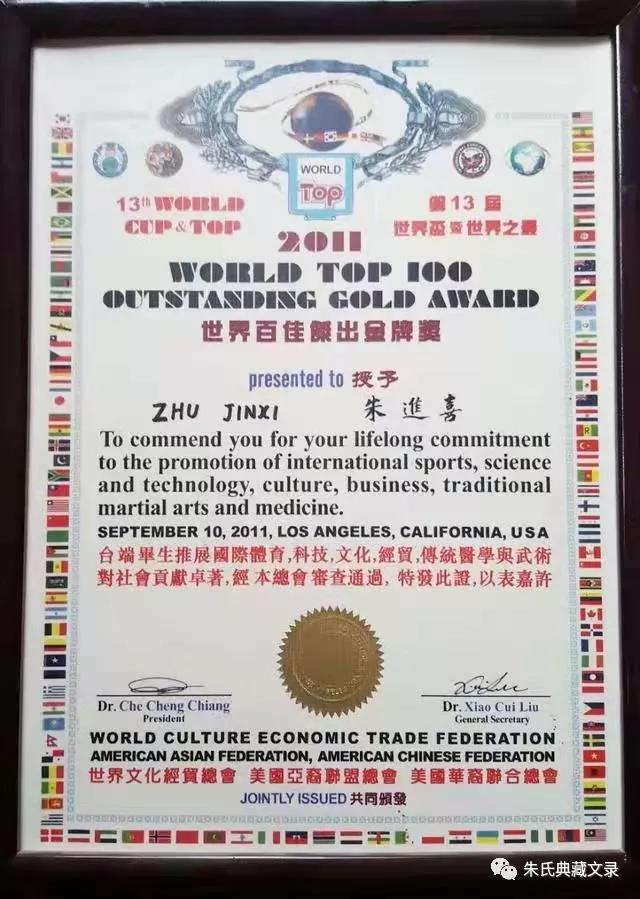 WORLD
Top
13th WORLD
CUP & TOP
第13屆
世界盃暨世界之最
2011
WORLD TOP 100
OUTSTANDING GOLD AWARD
世界百佳傑出金牌獎
presented to 授予
ZHU JINXI 朱進喜
To commend you for your lifelong commitment
to the promotion of international sports, science
and technology, culture, business, traditional
martial arts and medicine.
SEPTEMBER 10, 2011, LOS ANGELES, CALIFORNIA, USA
台端畢生推展國際體育,科技,文化,經貿,傳統醫學與武術
對社會貢獻卓著,經本總會審查通過,特發此證,以表嘉許
Dr. Che Cheng Chiang
President
Dr. Xiao Cui Liu
General Secretary
WORLD CULTURE ECONOMIC TRADE FEDERATION
AMERICAN ASIAN FEDERATION, AMERICAN CHINESE FEDERATION
世界文化經貿總會 美國亞裔聯盟總會 美國華裔聯合總會
JOINTLY ISSUED 共同頒發
朱氏典藏文录